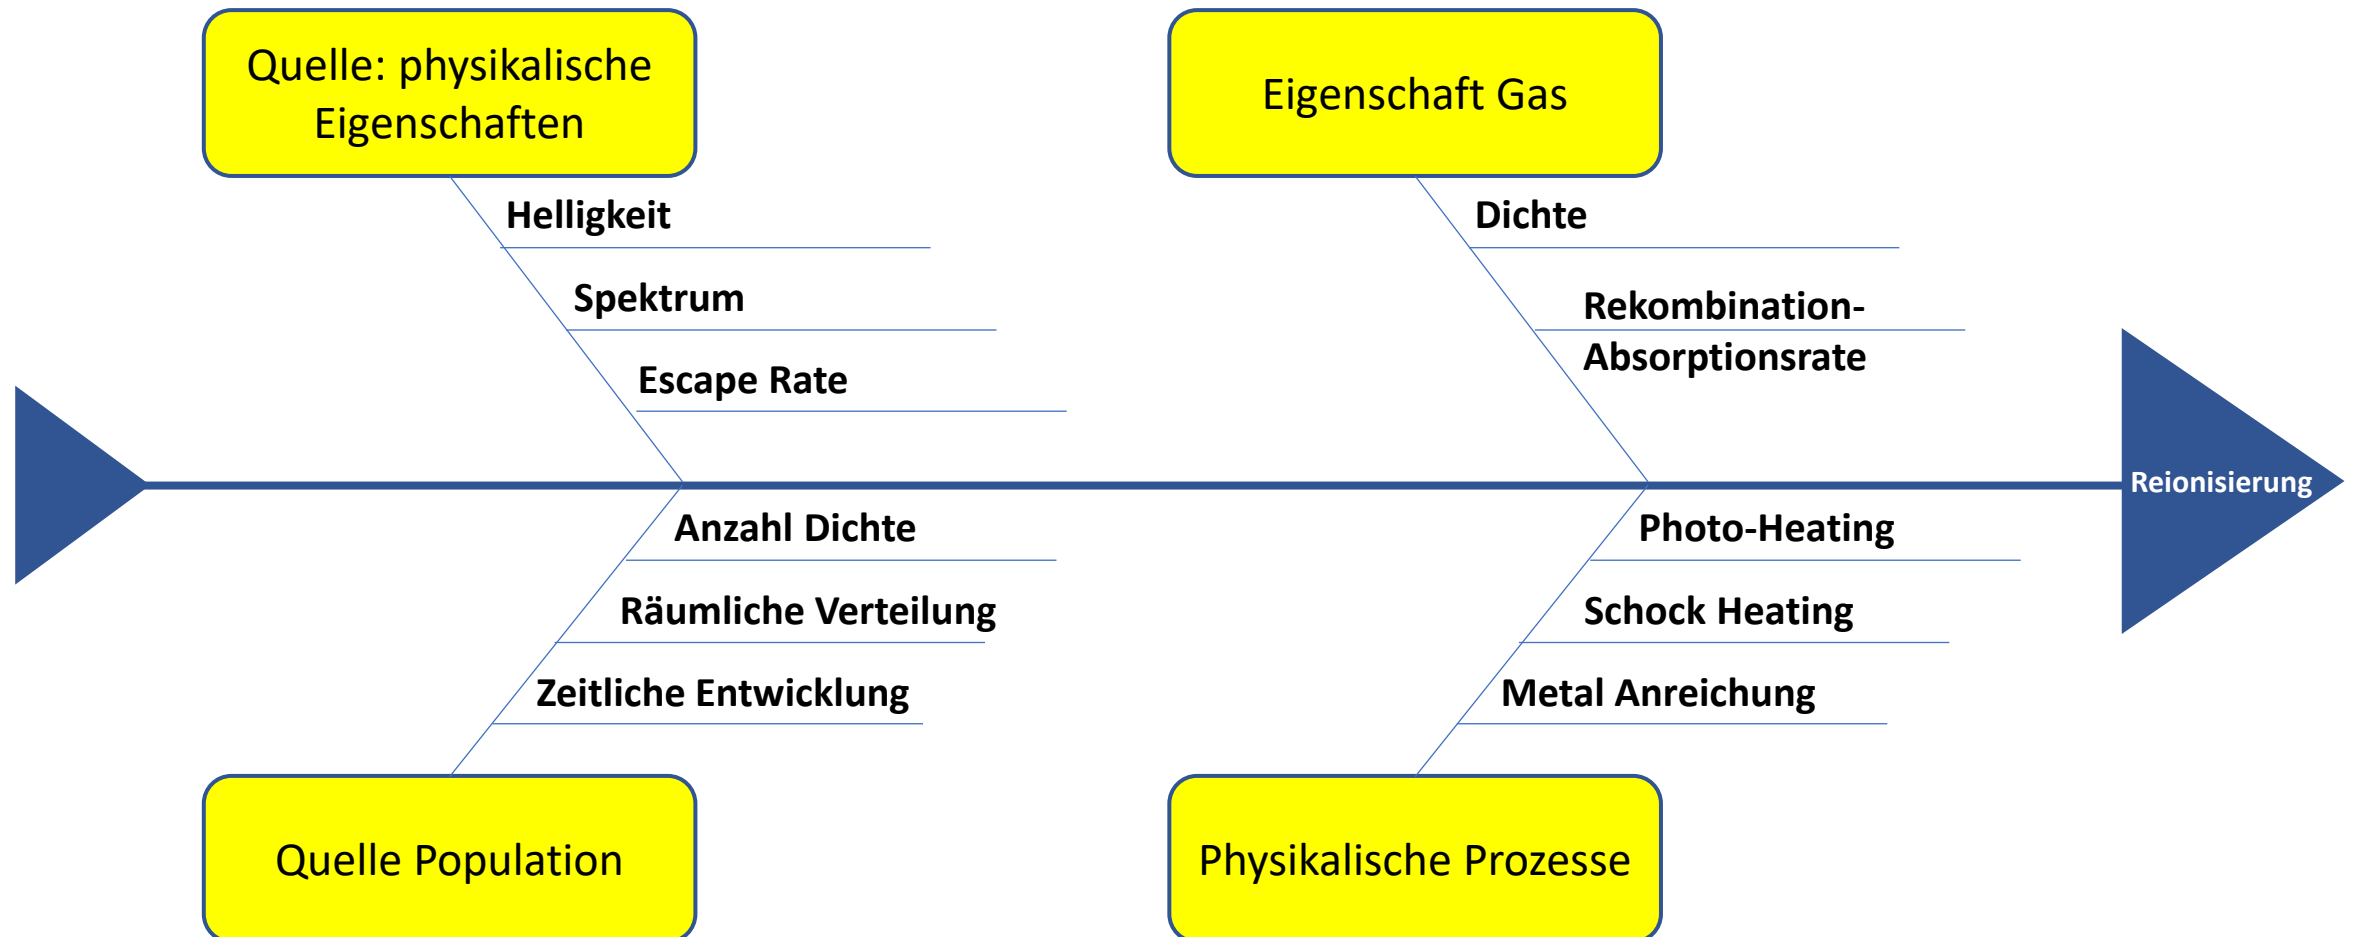 Quelle: physikalische
Eigenschaften
Eigenschaft Gas
Helligkeit
Spektrum
Escape Rate
Dichte
Rekombination-
Absorptionsrate
Reionisierung
Anzahl Dichte
Räumliche Verteilung
Zeitliche Entwicklung
Photo-Heating
Schock Heating
Metal Anreichung
Quelle Population
Physikalische Prozesse